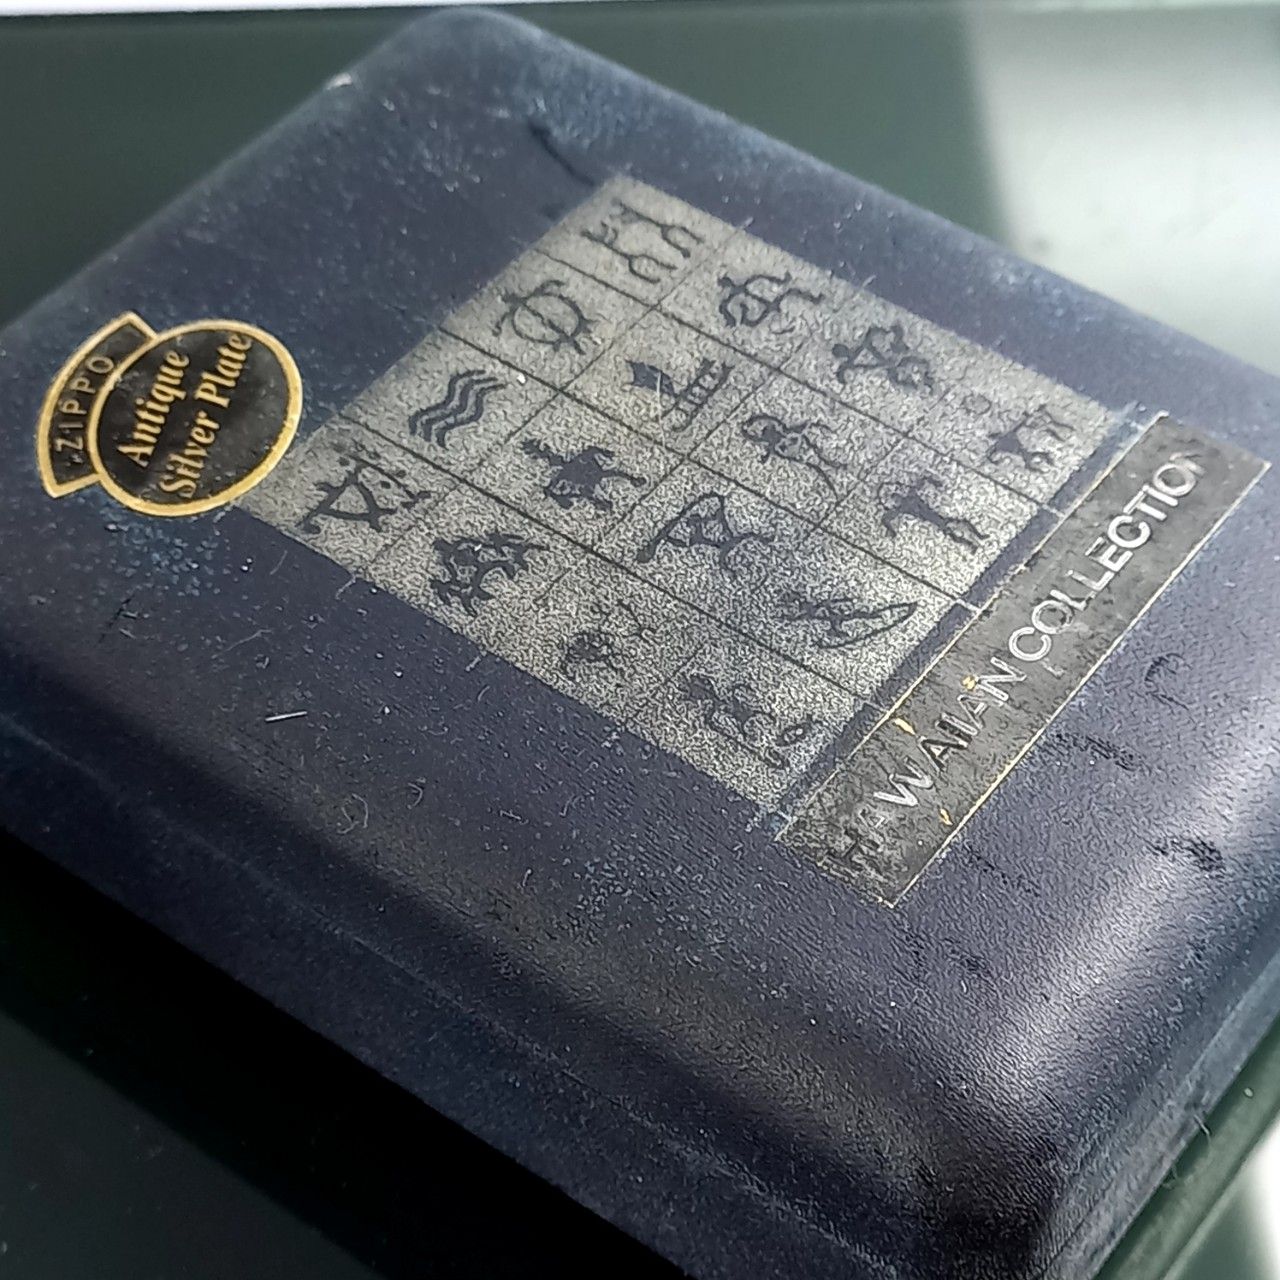 ZIPPO
Antique
Silver Plate
HAWAIIAN COLLECTION